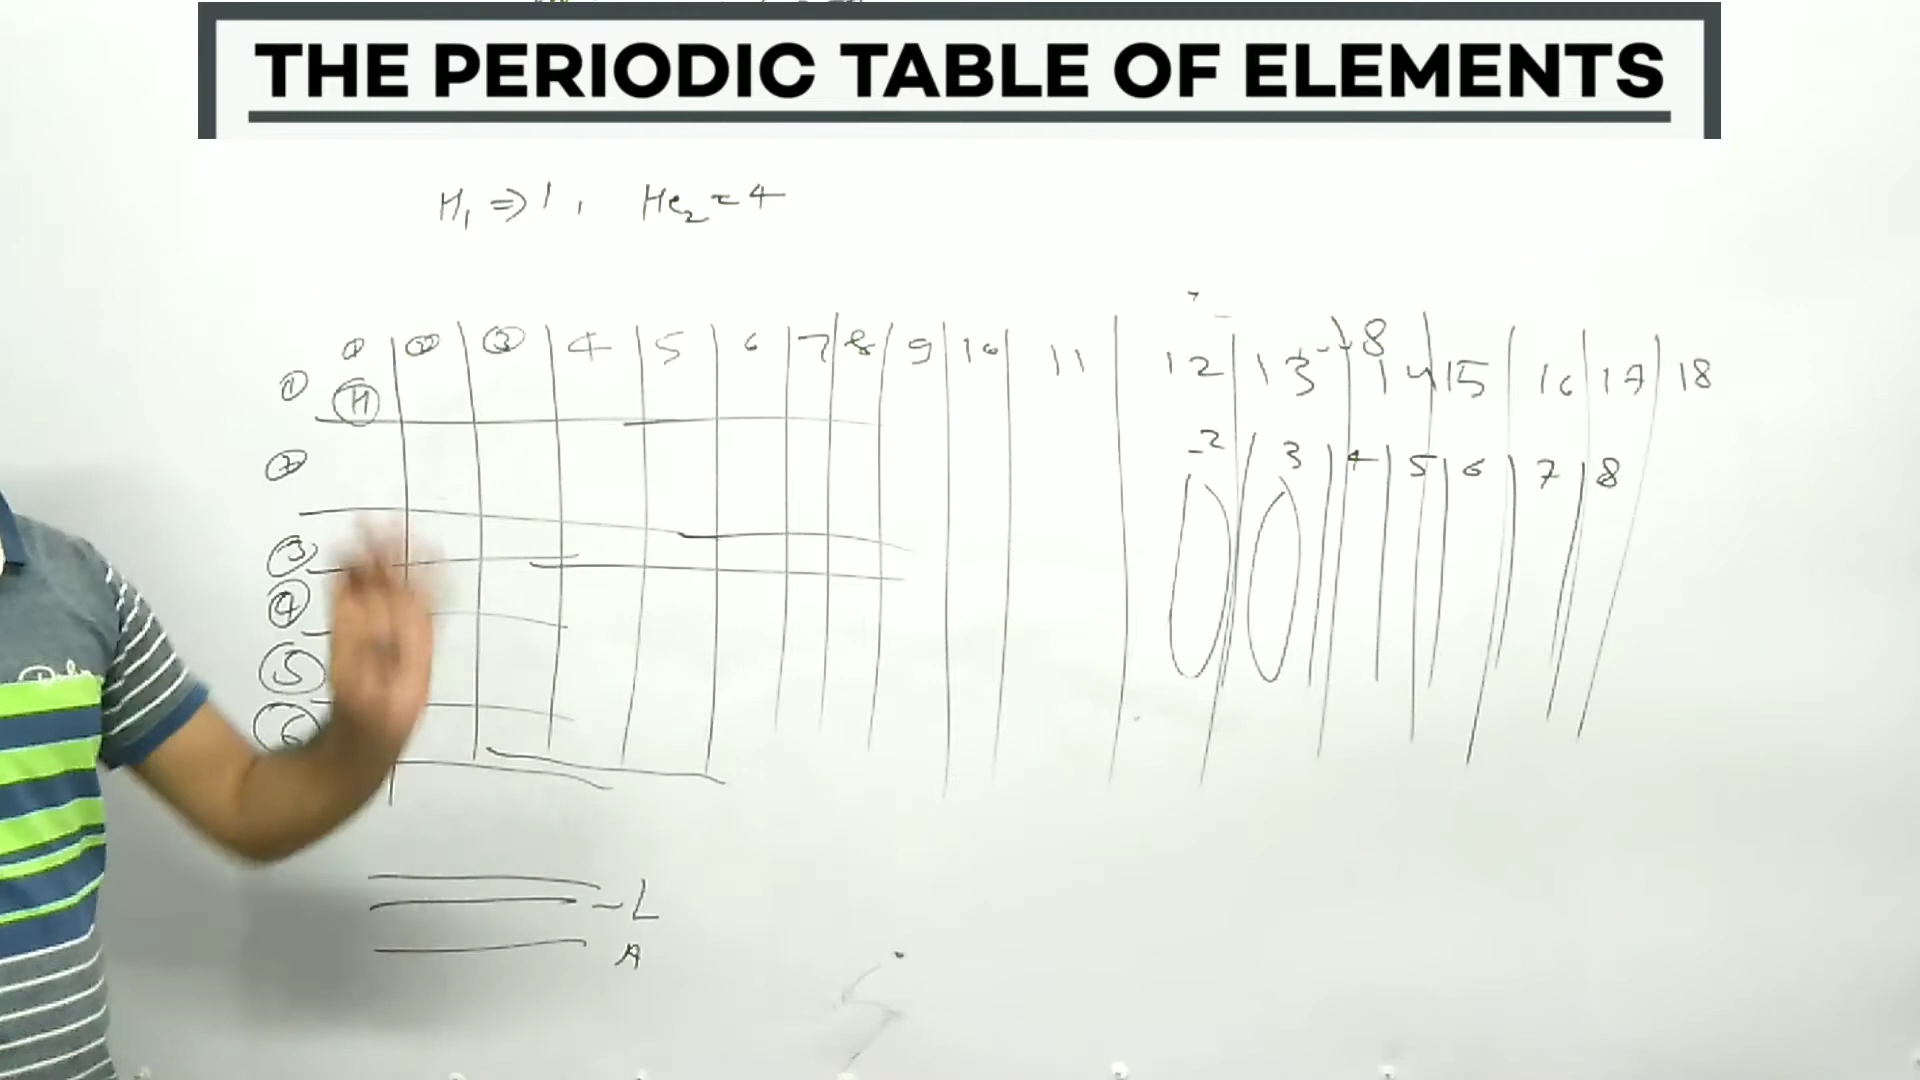 THE PERIODIC TABLE OF ELEMENTS
H₁ ⇒ 1, He₂ = 4
1 2 3 4 5 6 7 8 9 10 11 12 13 - 18 14 15 16 17 18
1 H
2
-2 3 4 5 6 7 8
3
4
5
6
- L
A